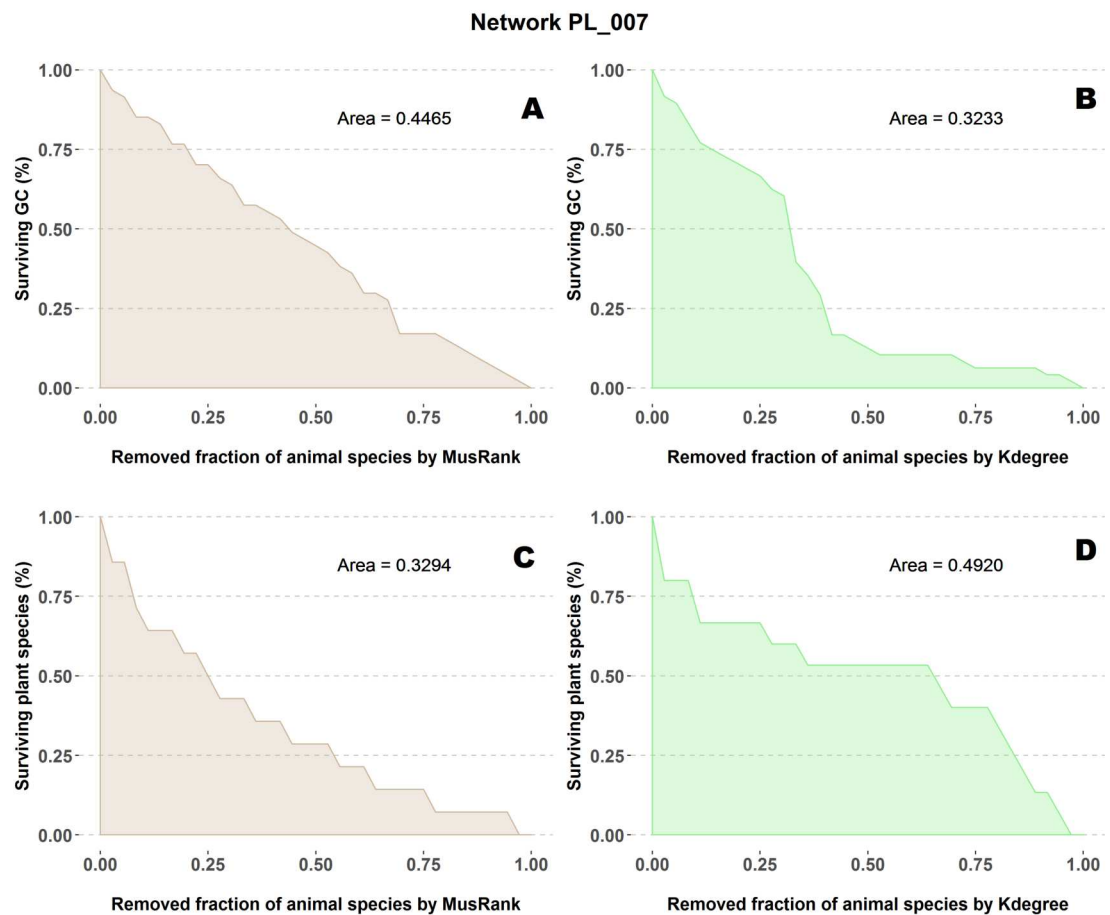 Network PL_007
A
Area = 0.4465
Surviving GC (%)
1.00
0.75
0.50
0.25
0.00
0.00 0.25 0.50 0.75 1.00
Removed fraction of animal species by MusRank
B
Area = 0.3233
Surviving GC (%)
1.00
0.75
0.50
0.25
0.00
0.00 0.25 0.50 0.75 1.00
Removed fraction of animal species by Kdegree
C
Area = 0.3294
Surviving plant species (%)
1.00
0.75
0.50
0.25
0.00
0.00 0.25 0.50 0.75 1.00
Removed fraction of animal species by MusRank
D
Area = 0.4920
Surviving plant species (%)
1.00
0.75
0.50
0.25
0.00
0.00 0.25 0.50 0.75 1.00
Removed fraction of animal species by Kdegree